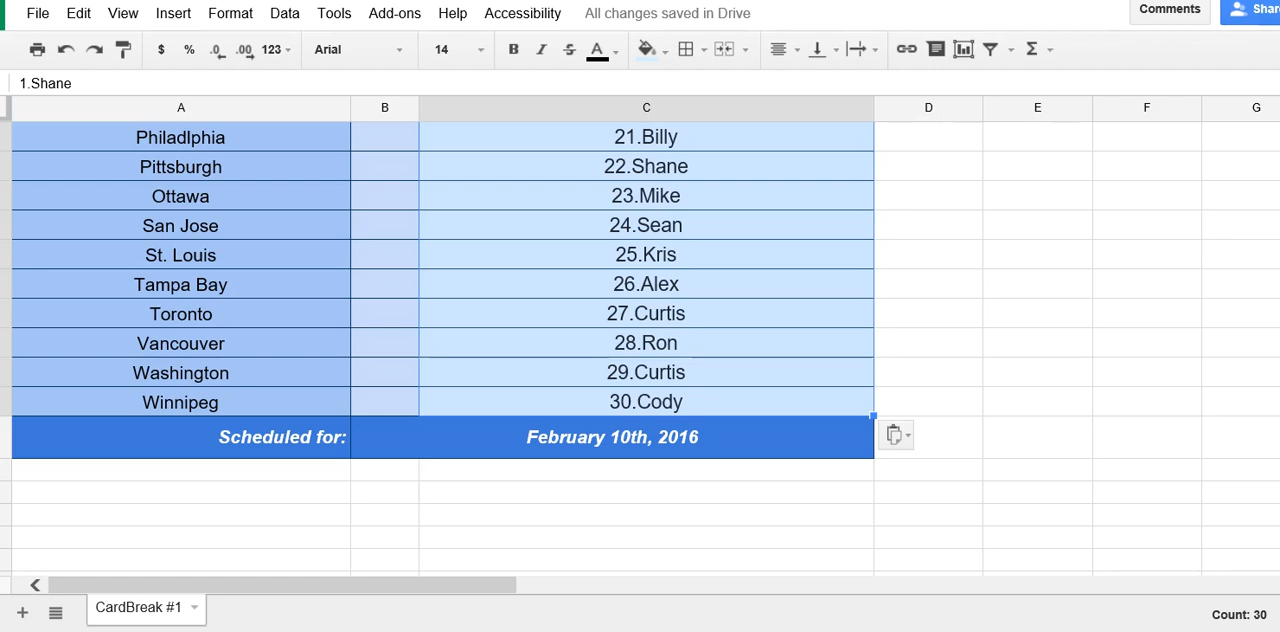 File Edit View Insert Format Data Tools Add-ons Help Accessibility All changes saved in Drive Comments Shar
$ % .0 .00 123 Arial 14 B I S A Σ
1.Shane
A B C D E F G
Philadlphia 21.Billy
Pittsburgh 22.Shane
Ottawa 23.Mike
San Jose 24.Sean
St. Louis 25.Kris
Tampa Bay 26.Alex
Toronto 27.Curtis
Vancouver 28.Ron
Washington 29.Curtis
Winnipeg 30.Cody
Scheduled for: February 10th, 2016
CardBreak #1
Count: 30